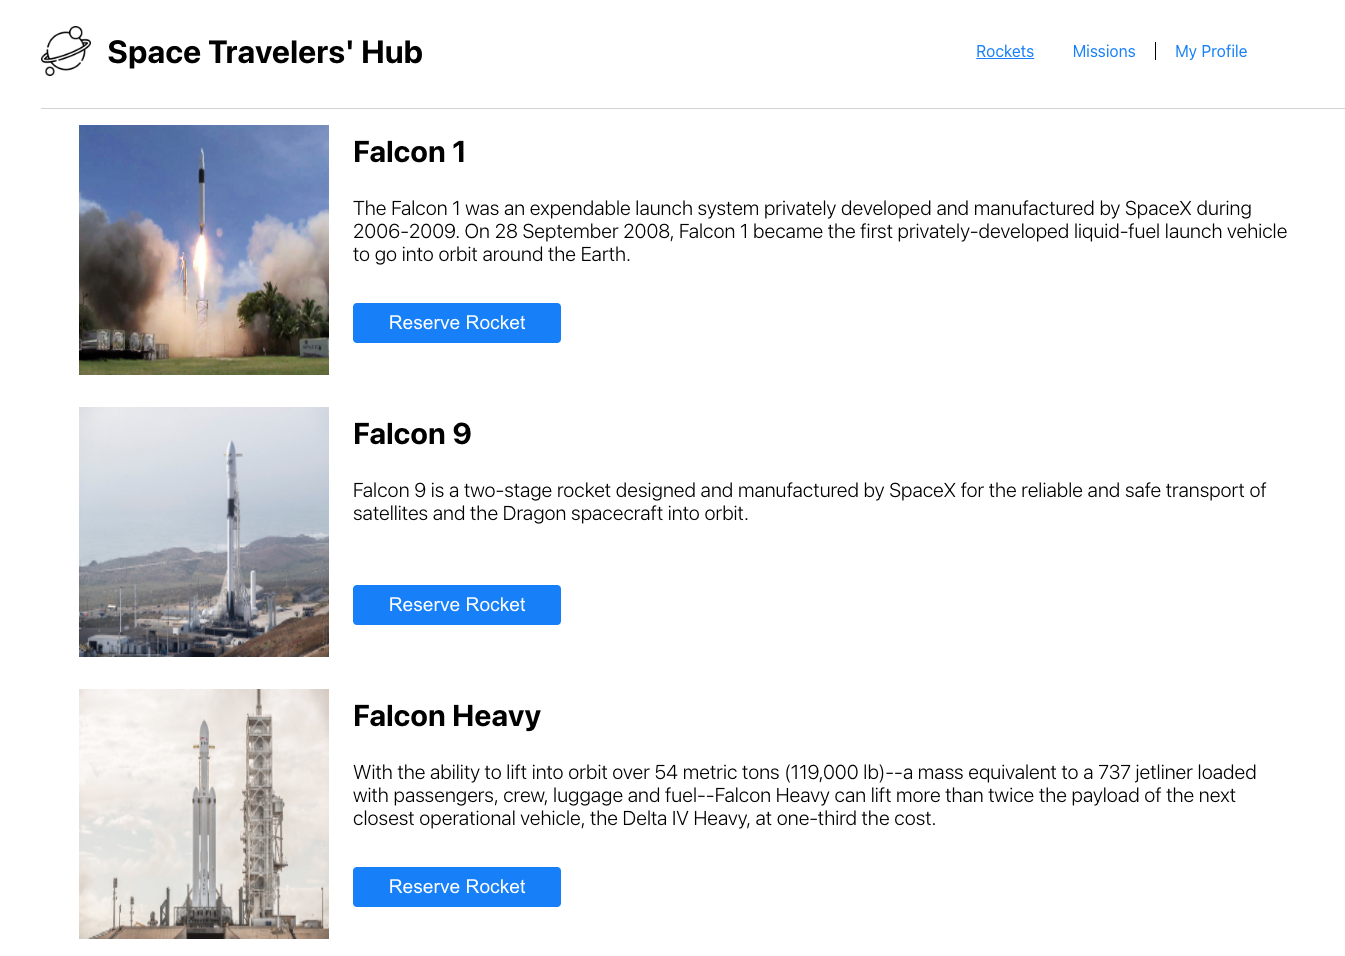 Space Travelers' Hub
Rockets
Missions
My Profile
Falcon 1
The Falcon 1 was an expendable launch system privately developed and manufactured by SpaceX during
2006-2009. On 28 September 2008, Falcon 1 became the first privately-developed liquid-fuel launch vehicle
to go into orbit around the Earth.
Reserve Rocket
Falcon 9
Falcon 9 is a two-stage rocket designed and manufactured by SpaceX for the reliable and safe transport of
satellites and the Dragon spacecraft into orbit.
Reserve Rocket
Falcon Heavy
With the ability to lift into orbit over 54 metric tons (119,000 lb)--a mass equivalent to a 737 jetliner loaded
with passengers, crew, luggage and fuel--Falcon Heavy can lift more than twice the payload of the next
closest operational vehicle, the Delta IV Heavy, at one-third the cost.
Reserve Rocket